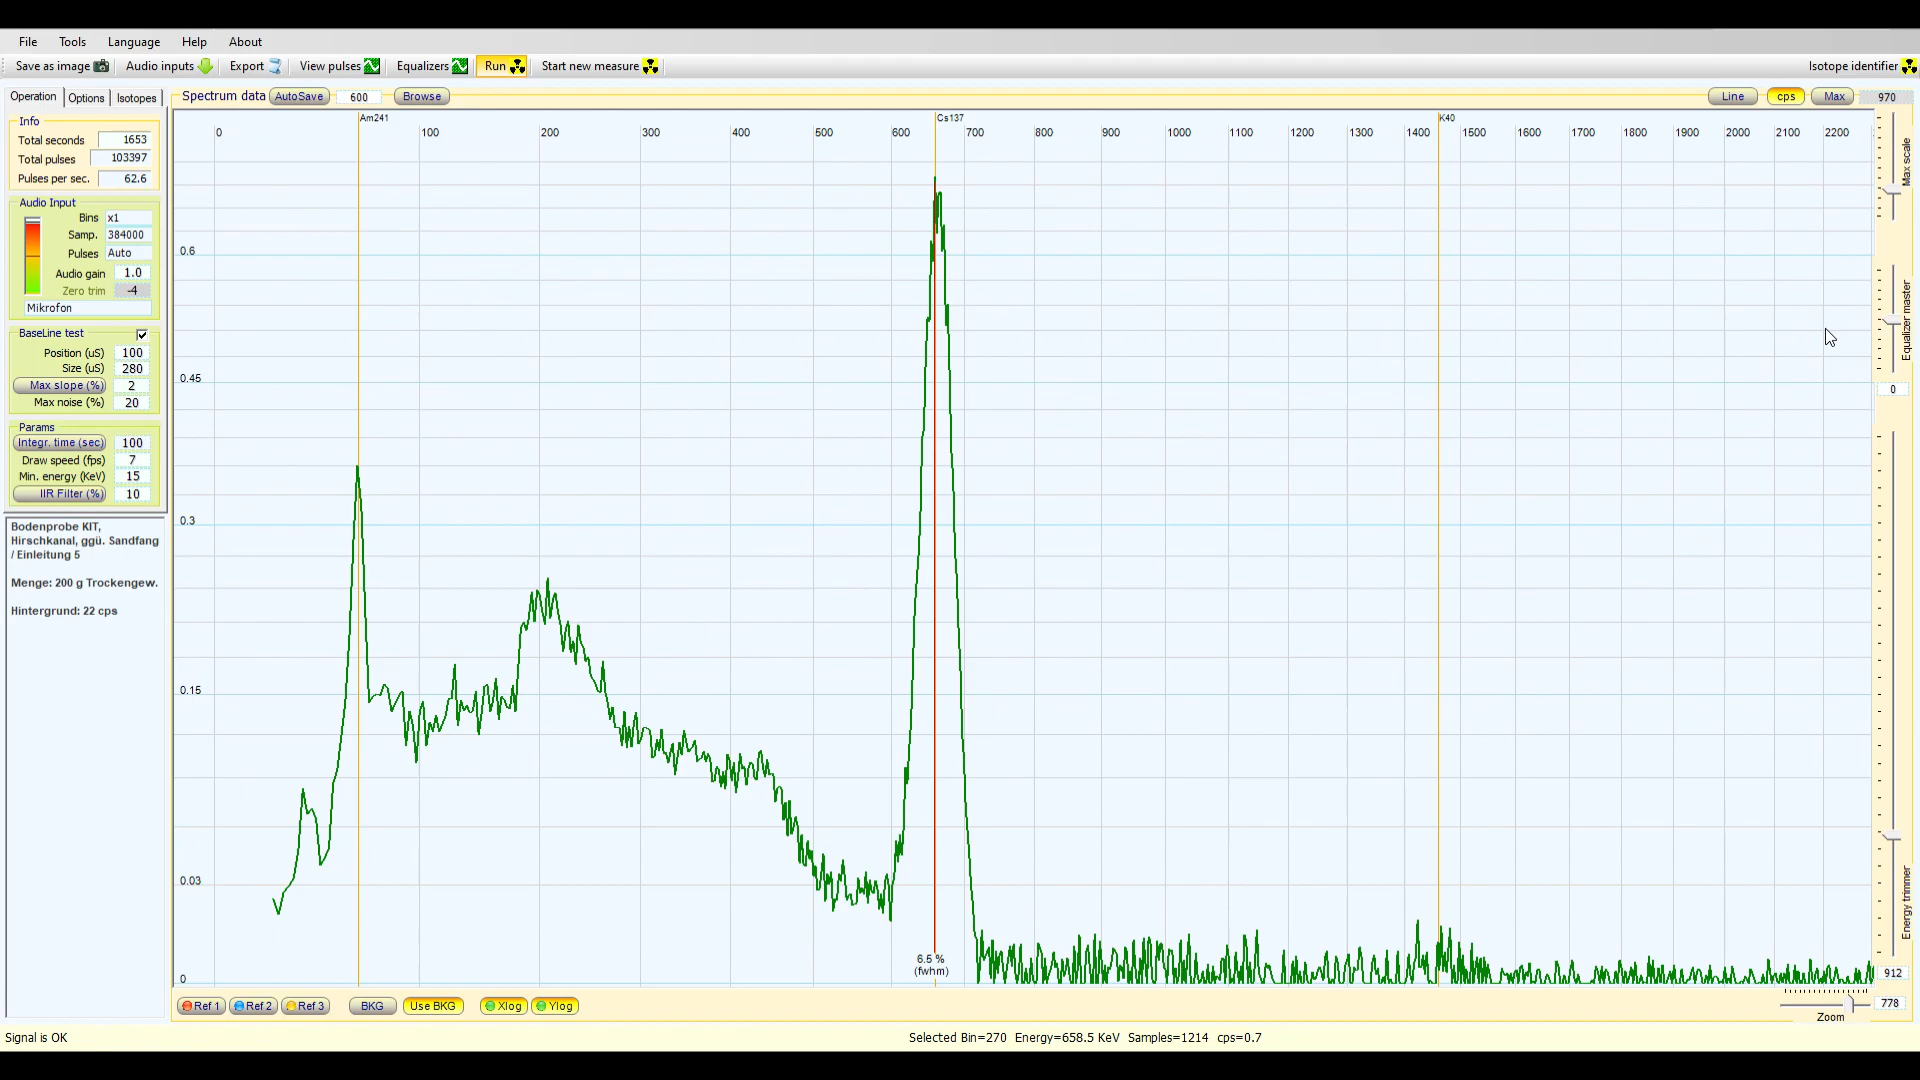 File Tools Language Help About
Save as image Audio inputs Export View pulses Equalizers Run Start new measure Isotope identifier
Operation Options Isotopes
Spectrum data AutoSave 600 Browse Line cps Max 970
Info
Total seconds 1653
Total pulses 103397
Pulses per sec. 62.6
Audio Input
Bins x1
Samp. 384000
Pulses Auto
Audio gain 1.0
Zero trim -4
Mikrofon
BaseLine test
Position (uS) 100
Size (uS) 280
Max slope (%) 2
Max noise (%) 20
Params
Integr. time (sec) 100
Draw speed (fps) 7
Min. energy (KeV) 15
IIR Filter (%) 10
Bodenprobe KIT,
Hirschkanal, ggü. Sandfang
/ Einleitung 5
Menge: 200 g Trockengew.
Hintergrund: 22 cps
Am241 Cs137 K40
0 100 200 300 400 500 600 700 800 900 1000 1100 1200 1300 1400 1500 1600 1700 1800 1900 2000 2100 2200
0.6
0.45
0.3
0.15
0.03
0
6.5 %
(fwhm)
Max scale
Equalizer master
0
Energy trimmer
912
778
Zoom
Ref 1 Ref 2 Ref 3 BKG Use BKG Xlog Ylog
Signal is OK Selected Bin=270 Energy=658.5 KeV Samples=1214 cps=0.7